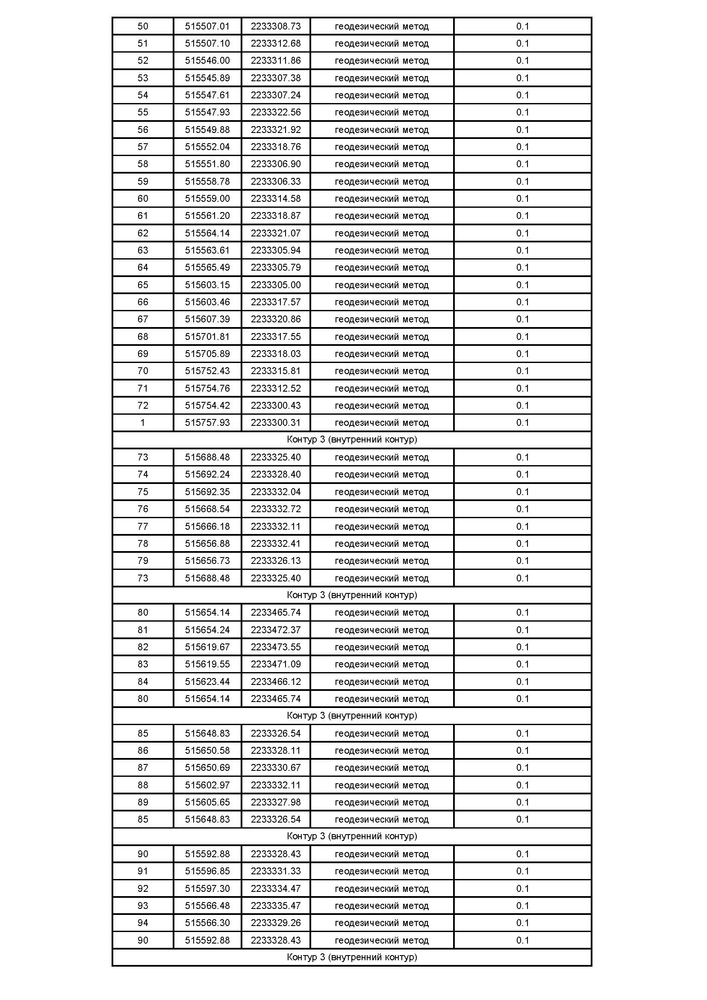 50 515507.01 2233308.73 геодезический метод 0.1
51 515507.10 2233312.68 геодезический метод 0.1
52 515546.00 2233311.86 геодезический метод 0.1
53 515545.89 2233307.38 геодезический метод 0.1
54 515547.61 2233307.24 геодезический метод 0.1
55 515547.93 2233322.56 геодезический метод 0.1
56 515549.88 2233321.92 геодезический метод 0.1
57 515552.04 2233318.76 геодезический метод 0.1
58 515551.80 2233306.90 геодезический метод 0.1
59 515558.78 2233306.33 геодезический метод 0.1
60 515559.00 2233314.58 геодезический метод 0.1
61 515561.20 2233318.87 геодезический метод 0.1
62 515564.14 2233321.07 геодезический метод 0.1
63 515563.61 2233305.94 геодезический метод 0.1
64 515565.49 2233305.79 геодезический метод 0.1
65 515603.15 2233305.00 геодезический метод 0.1
66 515603.46 2233317.57 геодезический метод 0.1
67 515607.39 2233320.86 геодезический метод 0.1
68 515701.81 2233317.55 геодезический метод 0.1
69 515705.89 2233318.03 геодезический метод 0.1
70 515752.43 2233315.81 геодезический метод 0.1
71 515754.76 2233312.52 геодезический метод 0.1
72 515754.42 2233300.43 геодезический метод 0.1
1 515757.93 2233300.31 геодезический метод 0.1
Контур 3 (внутренний контур)
73 515688.48 2233325.40 геодезический метод 0.1
74 515692.24 2233328.40 геодезический метод 0.1
75 515692.35 2233332.04 геодезический метод 0.1
76 515668.54 2233332.72 геодезический метод 0.1
77 515666.18 2233332.11 геодезический метод 0.1
78 515656.88 2233332.41 геодезический метод 0.1
79 515656.73 2233326.13 геодезический метод 0.1
73 515688.48 2233325.40 геодезический метод 0.1
Контур 3 (внутренний контур)
80 515654.14 2233465.74 геодезический метод 0.1
81 515654.24 2233472.37 геодезический метод 0.1
82 515619.67 2233473.55 геодезический метод 0.1
83 515619.55 2233471.09 геодезический метод 0.1
84 515623.44 2233466.12 геодезический метод 0.1
80 515654.14 2233465.74 геодезический метод 0.1
Контур 3 (внутренний контур)
85 515648.83 2233326.54 геодезический метод 0.1
86 515650.58 2233328.11 геодезический метод 0.1
87 515650.69 2233330.67 геодезический метод 0.1
88 515602.97 2233332.11 геодезический метод 0.1
89 515605.65 2233327.98 геодезический метод 0.1
85 515648.83 2233326.54 геодезический метод 0.1
Контур 3 (внутренний контур)
90 515592.88 2233328.43 геодезический метод 0.1
91 515596.85 2233331.33 геодезический метод 0.1
92 515597.30 2233334.47 геодезический метод 0.1
93 515566.48 2233335.47 геодезический метод 0.1
94 515566.30 2233329.26 геодезический метод 0.1
90 515592.88 2233328.43 геодезический метод 0.1
Контур 3 (внутренний контур)